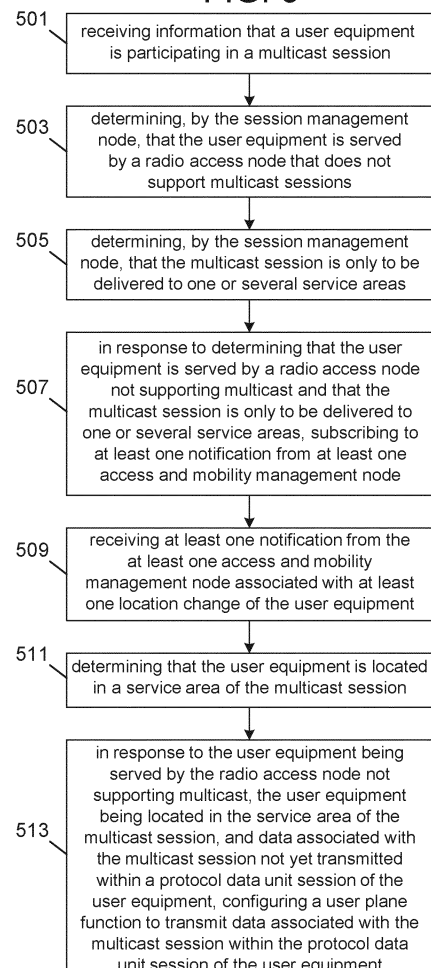 501
receiving information that a user equipment
is participating in a multicast session
503
determining, by the session management
node, that the user equipment is served
by a radio access node that does not
support multicast sessions
505
determining, by the session management
node, that the multicast session is only to be
delivered to one or several service areas
507
in response to determining that the user
equipment is served by a radio access node
not supporting multicast and that the
multicast session is only to be delivered to
one or several service areas, subscribing to
at least one notification from at least one
access and mobility management node
509
receiving at least one notification from the
at least one access and mobility
management node associated with at least
one location change of the user equipment
511
determining that the user equipment is located
in a service area of the multicast session
513
in response to the user equipment being
served by the radio access node not
supporting multicast, the user equipment
being located in the service area of the
multicast session, and data associated with
the multicast session not yet transmitted
within a protocol data unit session of the
user equipment, configuring a user plane
function to transmit data associated with the
multicast session within the protocol data
unit session of the user equipment